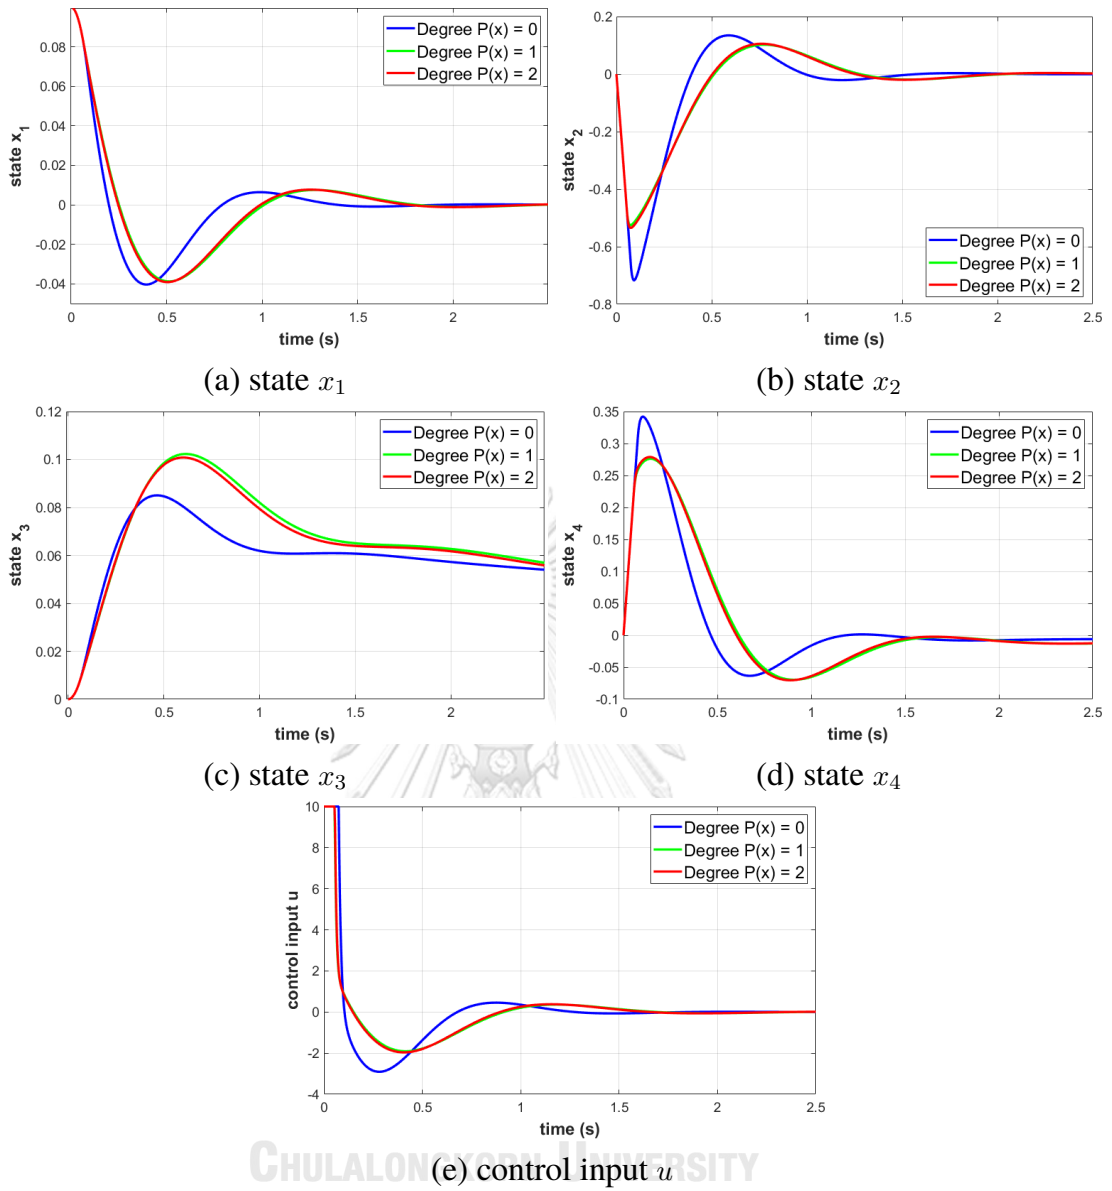 0.08
0.06
0.04
0.02
0
-0.02
-0.04
state x1
Degree P(x) = 0
Degree P(x) = 1
Degree P(x) = 2
0 0.5 1 1.5 2
time (s)
(a) state x1
0.2
0
-0.2
-0.4
-0.6
-0.8
state x2
Degree P(x) = 0
Degree P(x) = 1
Degree P(x) = 2
0 0.5 1 1.5 2 2.5
time (s)
(b) state x2
0.12
0.1
0.08
0.06
0.04
0.02
0
state x3
Degree P(x) = 0
Degree P(x) = 1
Degree P(x) = 2
0 0.5 1 1.5 2
time (s)
(c) state x3
0.35
0.3
0.25
0.2
0.15
0.1
0.05
0
-0.05
-0.1
state x4
Degree P(x) = 0
Degree P(x) = 1
Degree P(x) = 2
0 0.5 1 1.5 2 2.5
time (s)
(d) state x4
10
8
6
4
2
0
-2
-4
control input u
Degree P(x) = 0
Degree P(x) = 1
Degree P(x) = 2
0 0.5 1 1.5 2 2.5
time (s)
(e) control input u
CHULALONGKORN UNIVERSITY